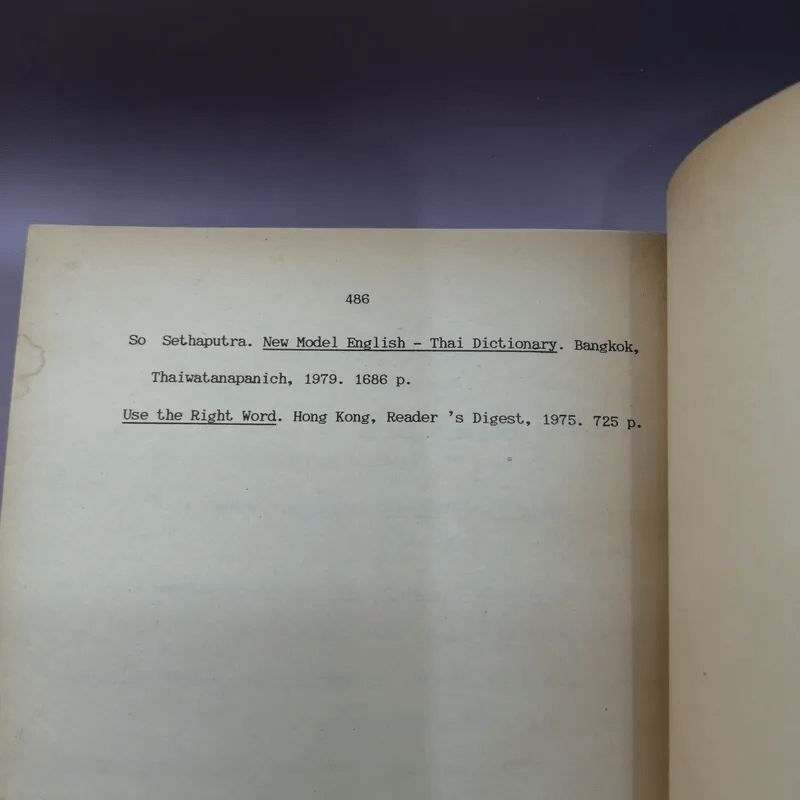 486
So Sethaputra. New Model English - Thai Dictionary. Bangkok,
Thaiwatanapanich, 1979. 1686 p.
Use the Right Word. Hong Kong, Reader 's Digest, 1975. 725 p.